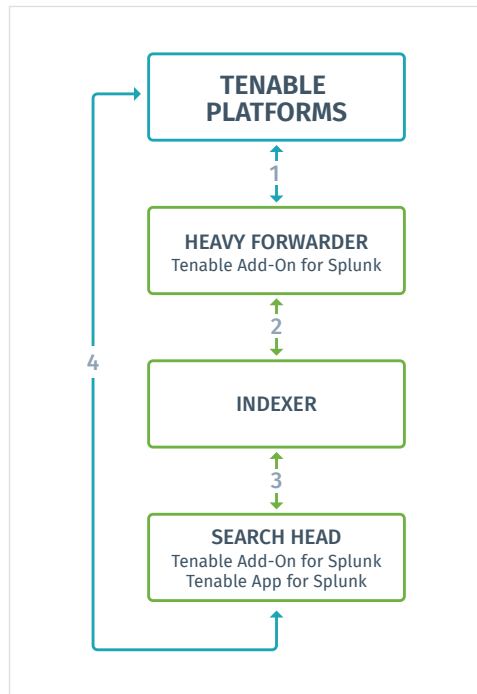 TENABLE
PLATFORMS
1
HEAVY FORWARDER
Tenable Add-On for Splunk
2
4
INDEXER
3
SEARCH HEAD
Tenable Add-On for Splunk
Tenable App for Splunk